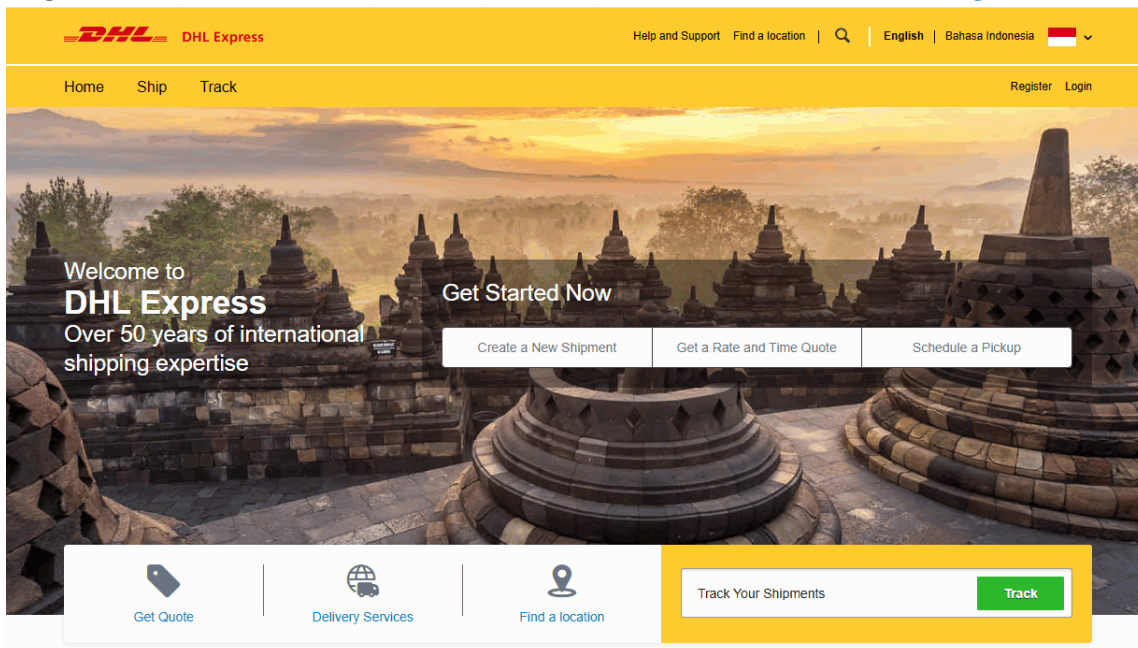 DHL DHL Express
Help and Support Find a location | English | Bahasa Indonesia
Home Ship Track
Register Login
Welcome to
DHL Express
Over 50 years of international
shipping expertise
Get Started Now
Create a New Shipment Get a Rate and Time Quote Schedule a Pickup
Get Quote Delivery Services Find a location
Track Your Shipments Track